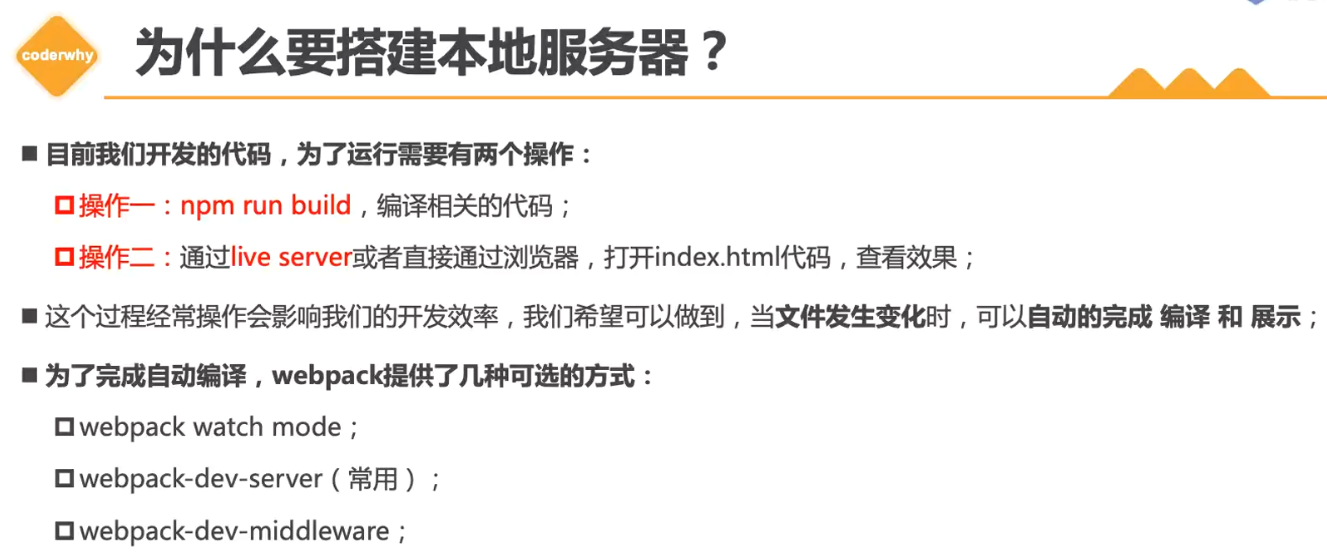 coderwhy
为什么要搭建本地服务器？
目前我们开发的代码，为了运行需要有两个操作：
操作一：npm run build，编译相关的代码；
操作二：通过live server或者直接通过浏览器，打开index.html代码，查看效果；
这个过程经常操作会影响我们的开发效率，我们希望可以做到，当文件发生变化时，可以自动的完成 编译 和 展示；
为了完成自动编译，webpack提供了几种可选的方式：
webpack watch mode；
webpack-dev-server（常用）；
webpack-dev-middleware；